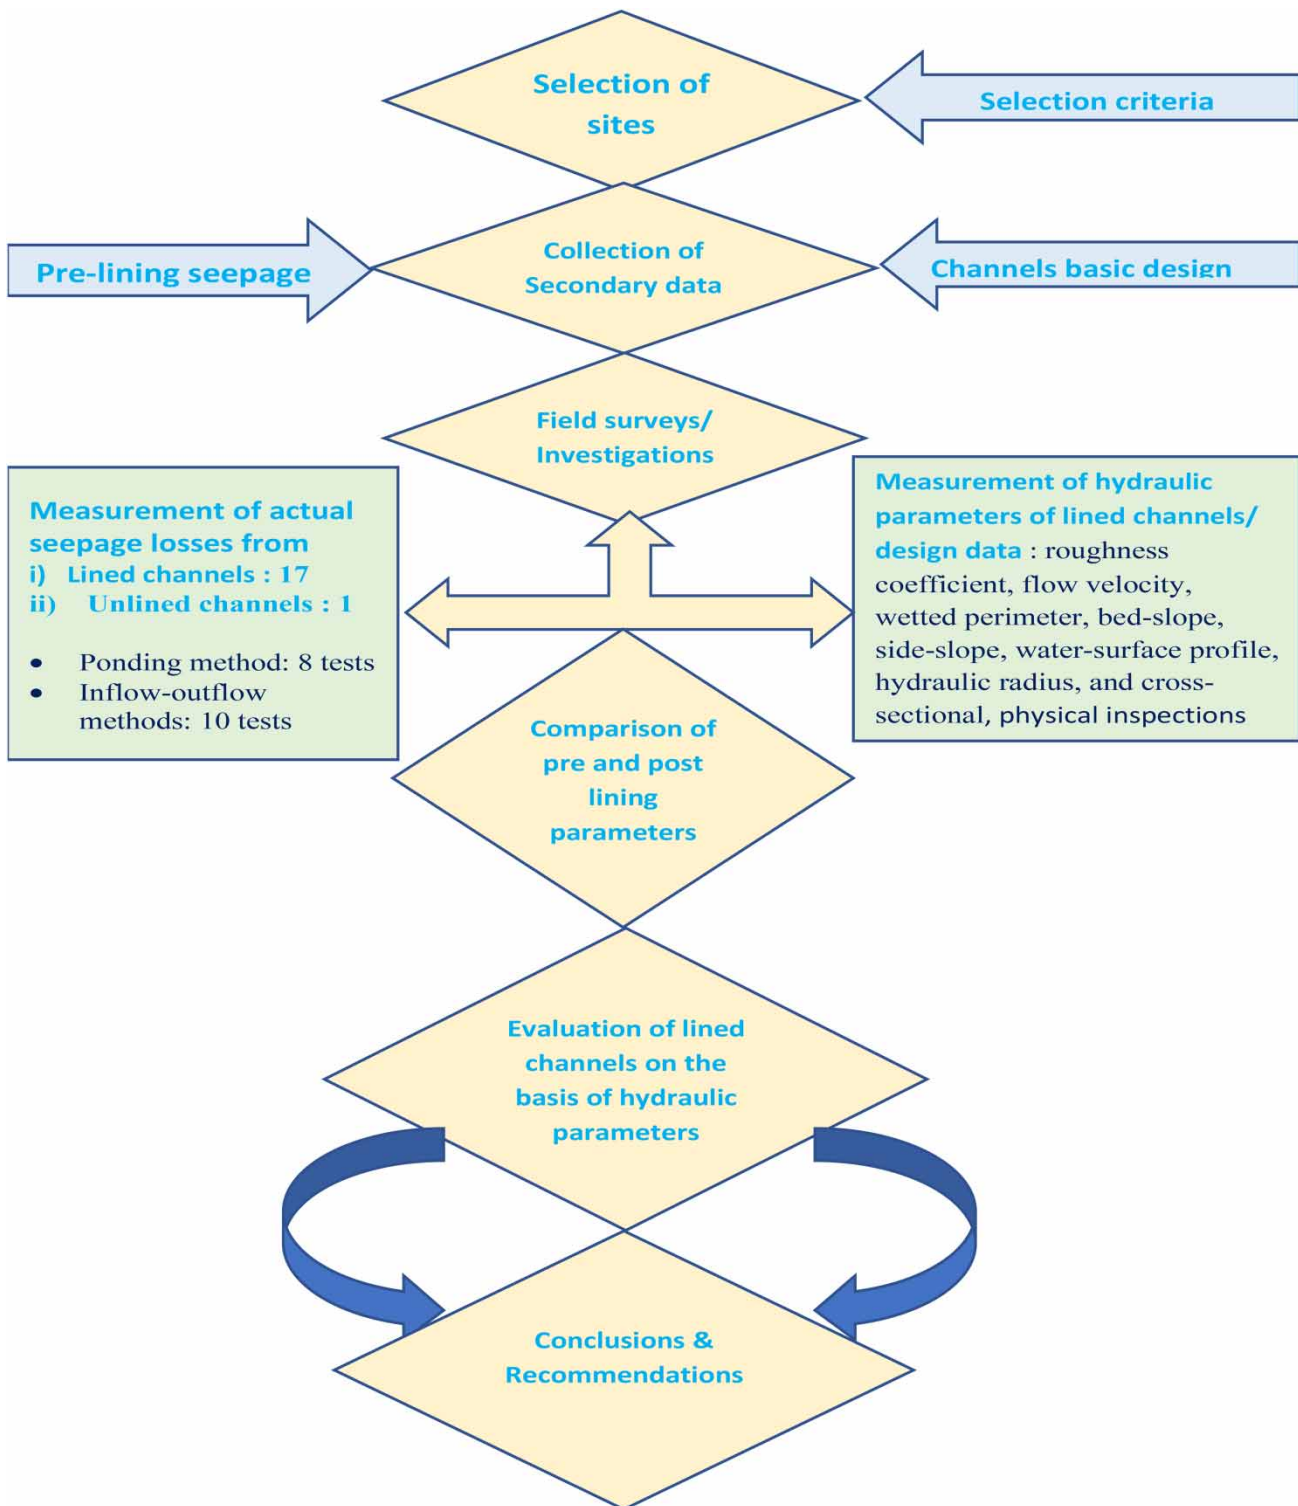 Selection of
sites
Selection criteria
Collection of
Secondary data
Pre-lining seepage
Channels basic design
Field surveys/
Investigations
Measurement of actual
seepage losses from
i) Lined channels : 17
ii) Unlined channels : 1
• Ponding method: 8 tests
• Inflow-outflow
methods: 10 tests
Measurement of hydraulic
parameters of lined channels/
design data : roughness
coefficient, flow velocity,
wetted perimeter, bed-slope,
side-slope, water-surface profile,
hydraulic radius, and cross-
sectional, physical inspections
Comparison of
pre and post
lining
parameters
Evaluation of lined
channels on the
basis of hydraulic
parameters
Conclusions &
Recommendations